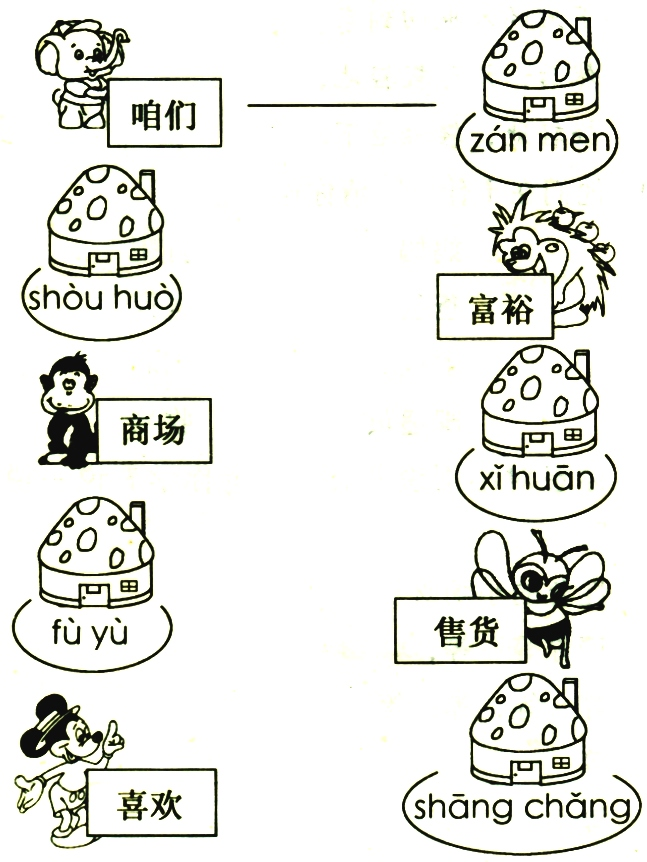 咱们
zán men
shòu huò
富裕
商场
xǐ huān
fù yù
售货
喜欢
shāng chǎng